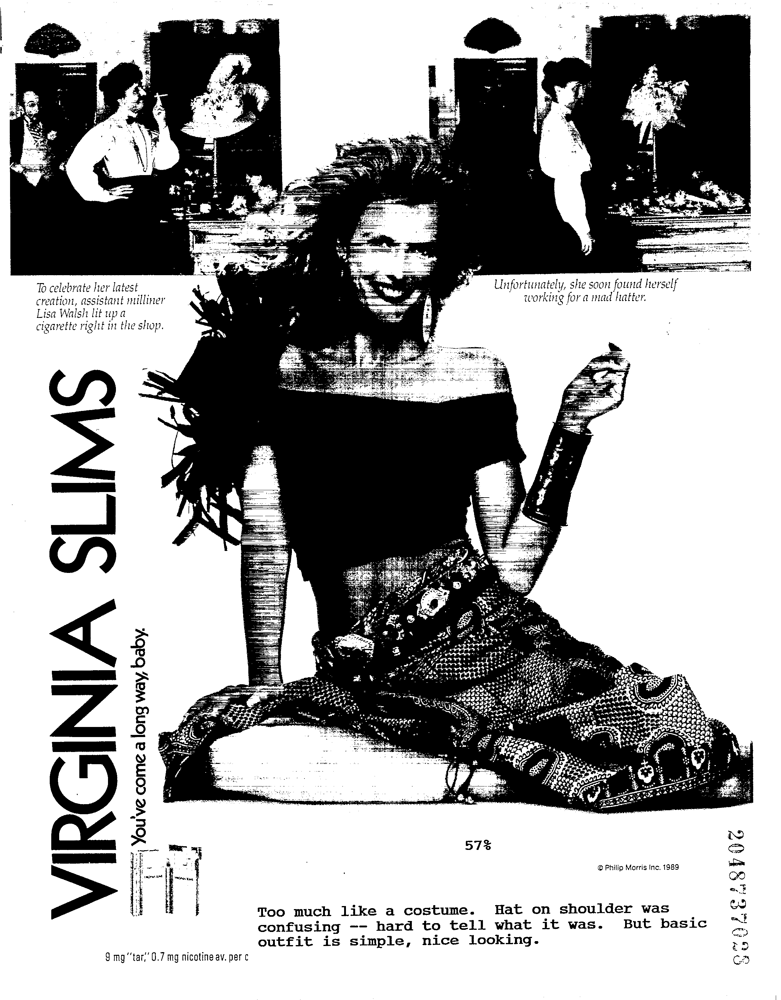 To celebrate her latest
creation, assistant milliner
Lisa Walsh lit up a
cigarette right in the shop.
Unfortunately, she soon found herself
working for a mad hatter.
VIRGINIA SLIMS
You've come a long way, baby.
57%
© Philip Morris Inc. 1989
Too much like a costume. Hat on shoulder was
confusing -- hard to tell what it was. But basic
outfit is simple, nice looking.
9 mg "tar," 0.7 mg nicotine av. per c
2048737028